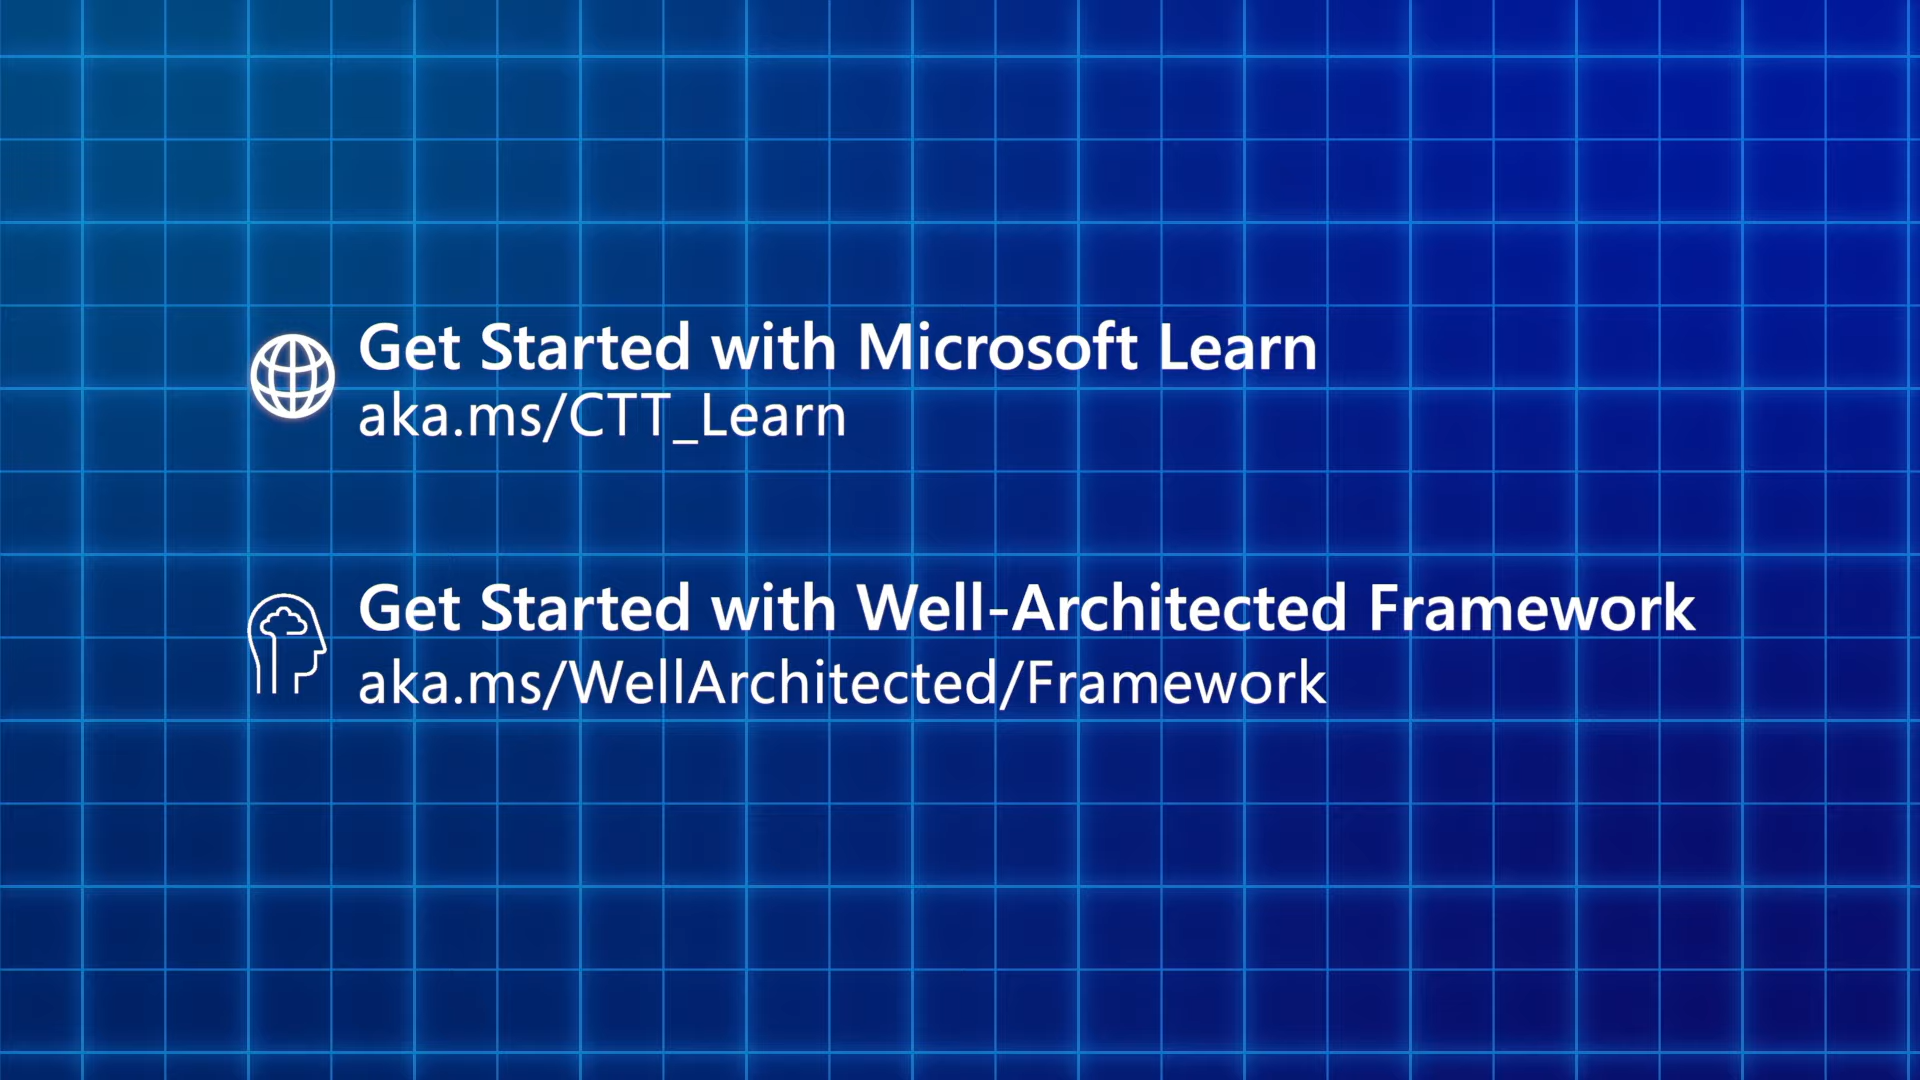 Get Started with Microsoft Learn
aka.ms/CTT_Learn
Get Started with Well-Architected Framework
aka.ms/WellArchitected/Framework